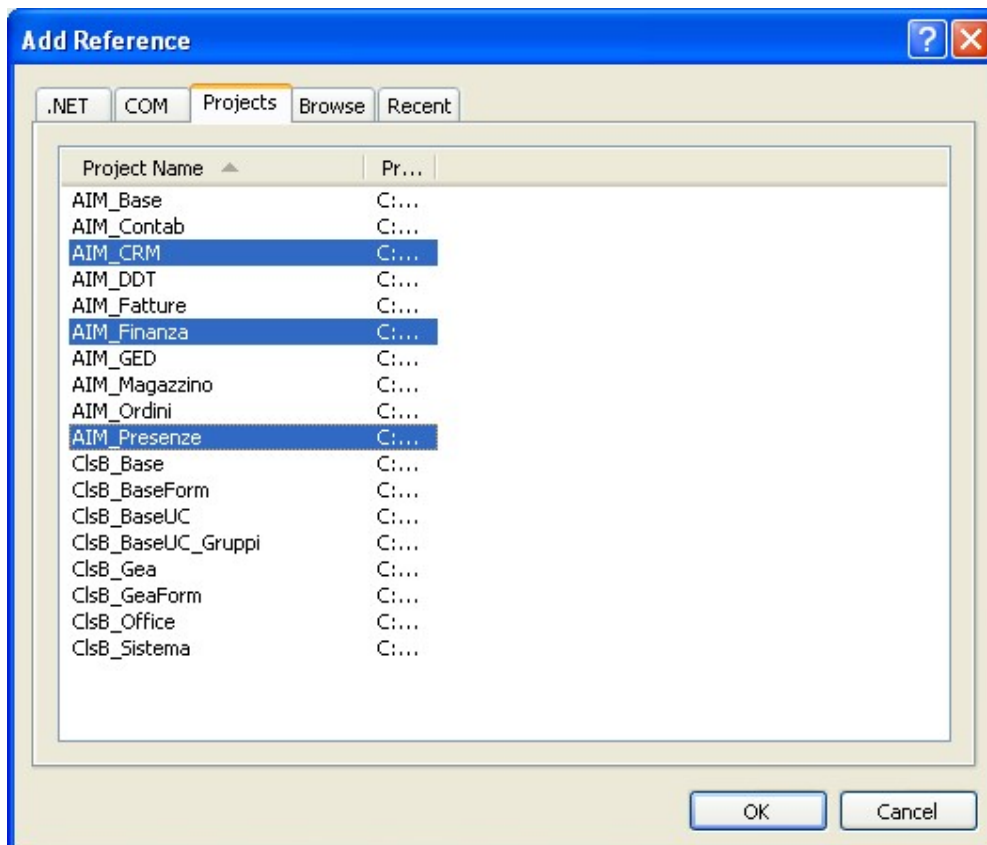 Add Reference
.NET COM Projects Browse Recent
Project Name Pr...
AIM_Base C:...
AIM_Contab C:...
AIM_CRM C:...
AIM_DDT C:...
AIM_Fatture C:...
AIM_Finanza C:...
AIM_GED C:...
AIM_Magazzino C:...
AIM_Ordini C:...
AIM_Presenze C:...
ClsB_Base C:...
ClsB_BaseForm C:...
ClsB_BaseUC C:...
ClsB_BaseUC_Gruppi C:...
ClsB_Gea C:...
ClsB_GeaForm C:...
ClsB_Office C:...
ClsB_Sistema C:...
OK Cancel